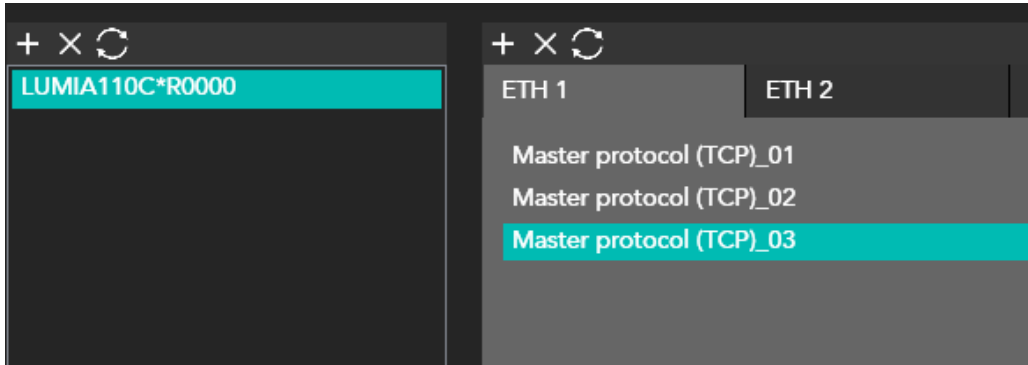 LUMIA110C*R0000
ETH 1
ETH 2
Master protocol (TCP)_01
Master protocol (TCP)_02
Master protocol (TCP)_03